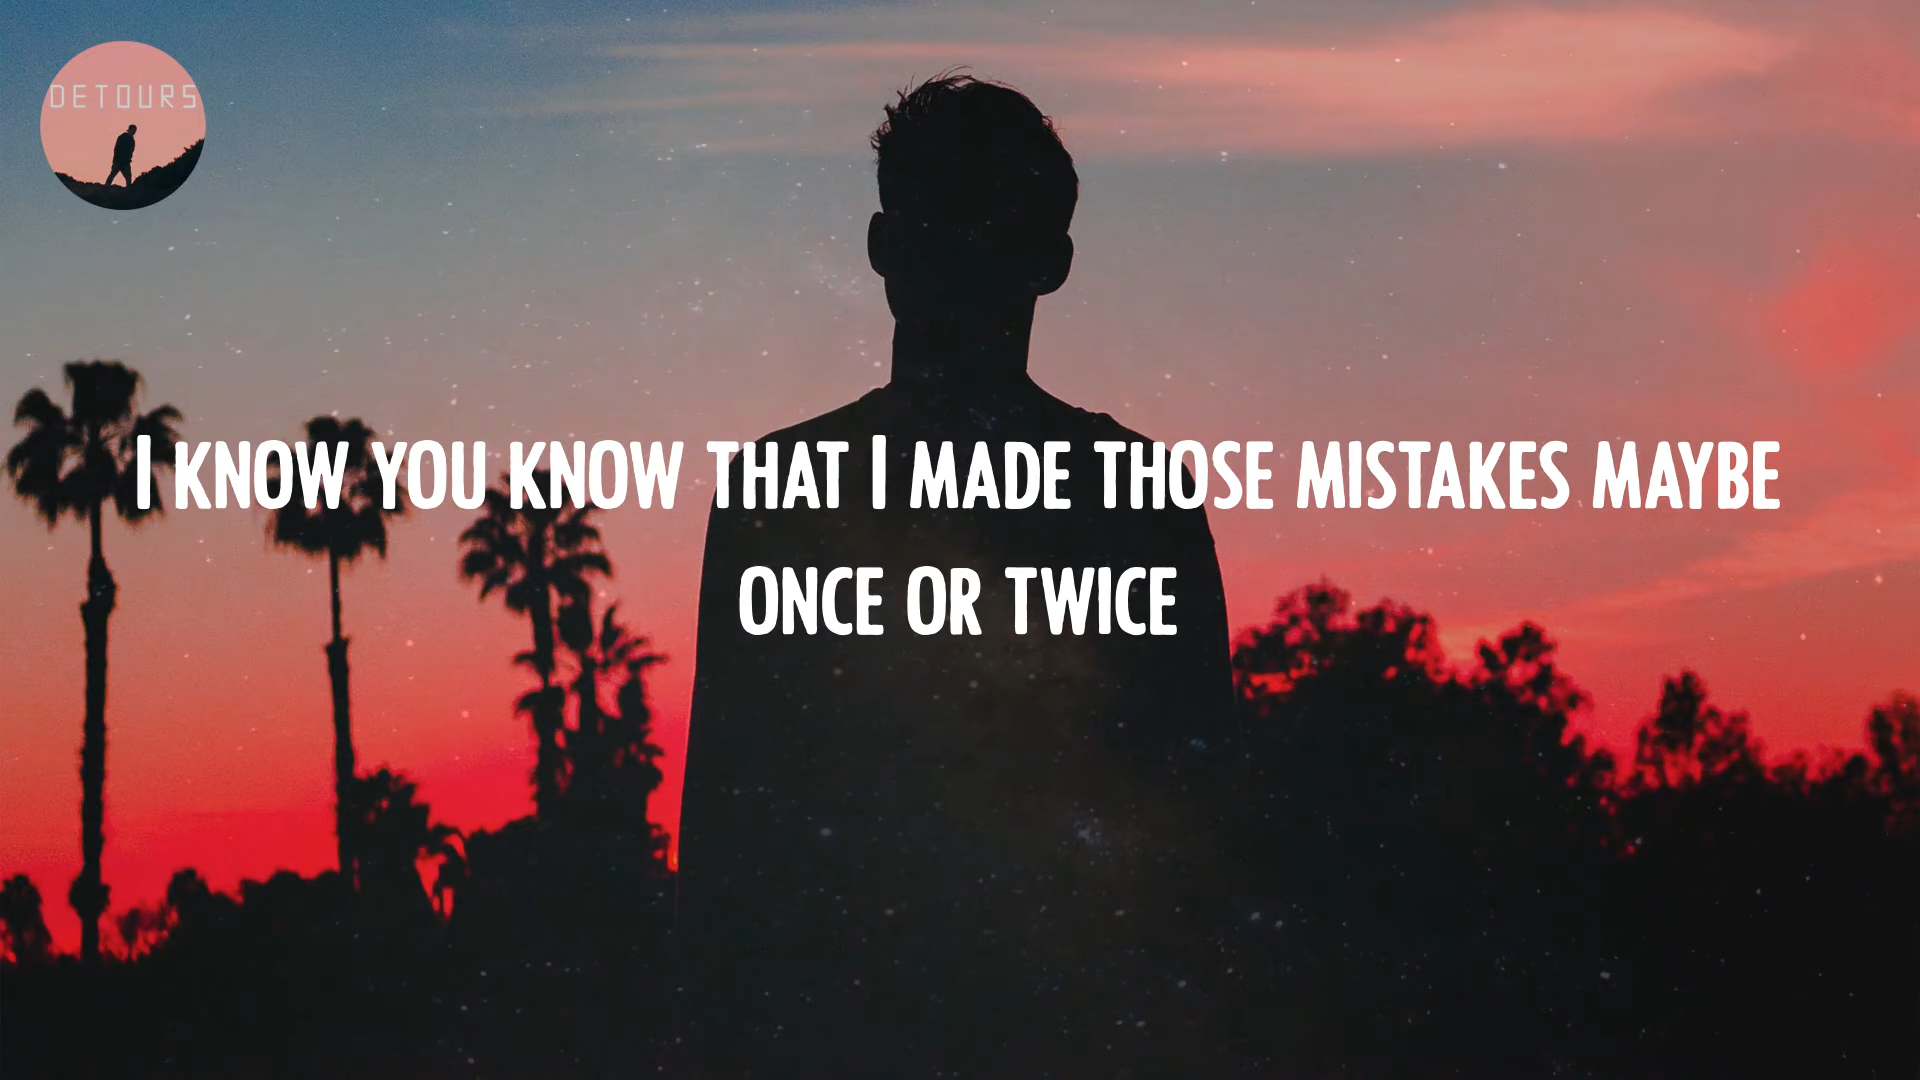 DETOURS
I KNOW YOU KNOW THAT I MADE THOSE MISTAKES MAYBE
ONCE OR TWICE